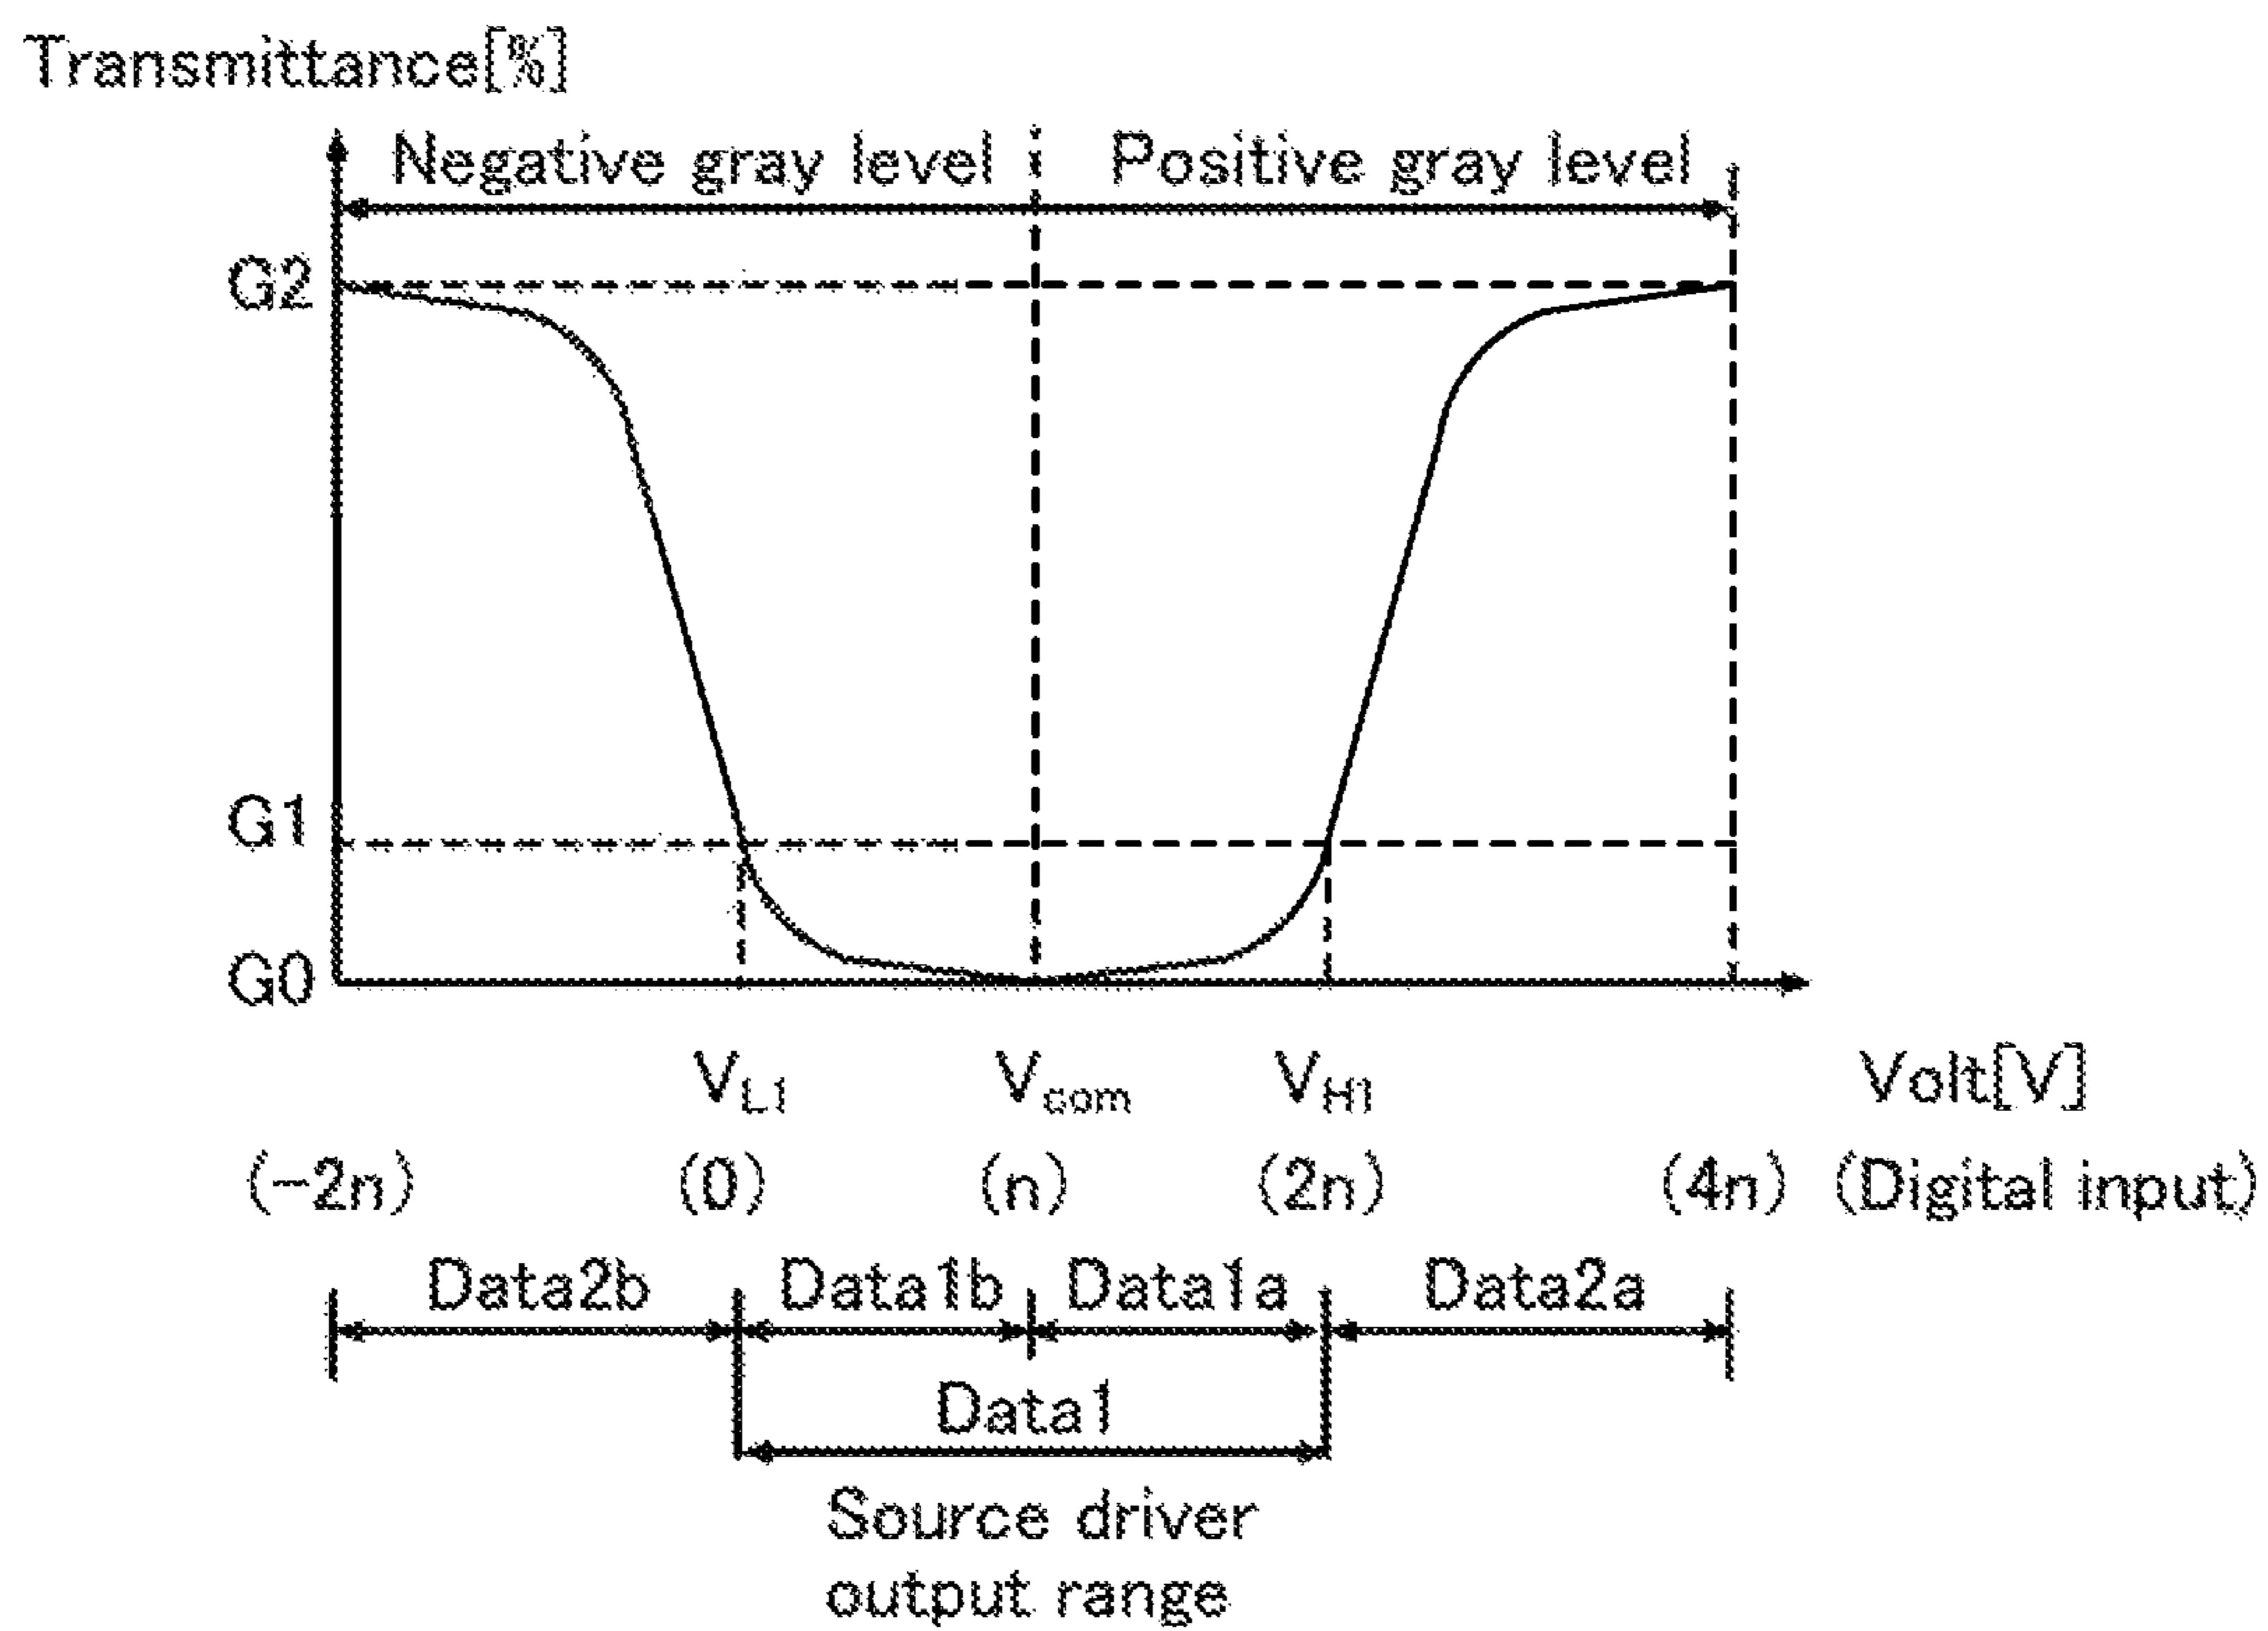 Transmittance[%]
Negative gray level Positive gray level
G2
G1
G0
VL1 Vcom VH1 Volt[V]
(-2n) (0) (n) (2n) (4n) (Digital input)
Data2b Data1b Data1a Data2a
Data1
Source driver
output range